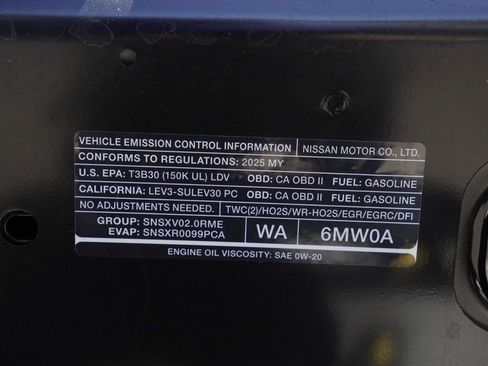 VEHICLE EMISSION CONTROL INFORMATION NISSAN MOTOR CO., LTD.
CONFORMS TO REGULATIONS: 2025 MY
U.S. EPA: T3B30 (150K UL) LDV OBD: CA OBD II FUEL: GASOLINE
CALIFORNIA: LEV3-SULEV30 PC OBD: CA OBD II FUEL: GASOLINE
NO ADJUSTMENTS NEEDED. TWC(2)/HO2S/WR-HO2S/EGR/EGRC/DFI
GROUP: SNSXV02.0RME
EVAP: SNSXR0099PCA
WA 6MW0A
ENGINE OIL VISCOSITY: SAE 0W-20